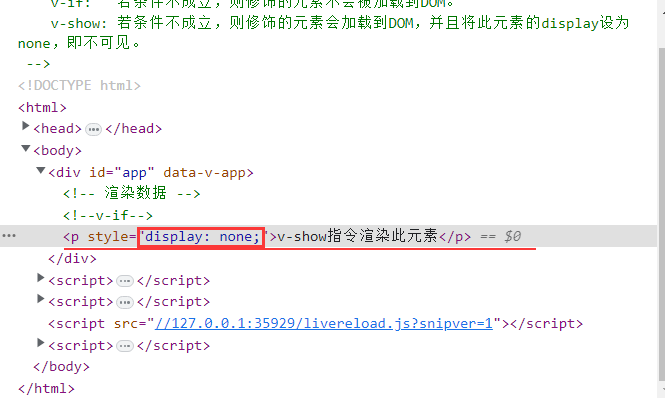 v-if: 若条件不成立，则修饰的元素不会被加载到DOM。
v-show: 若条件不成立，则修饰的元素会加载到DOM，并且将此元素的display设为
none，即不可见。
-->
<!DOCTYPE html>
<html>
<head> ⋯ </head>
<body>
<div id="app" data-v-app>
<!-- 渲染数据 -->
<!--v-if-->
⋯ <p style="display: none;">v-show指令渲染此元素</p> == $0
</div>
<script> ⋯ </script>
<script> ⋯ </script>
<script src="//127.0.0.1:35929/livereload.js?snipver=1"></script>
<script> ⋯ </script>
</body>
</html>